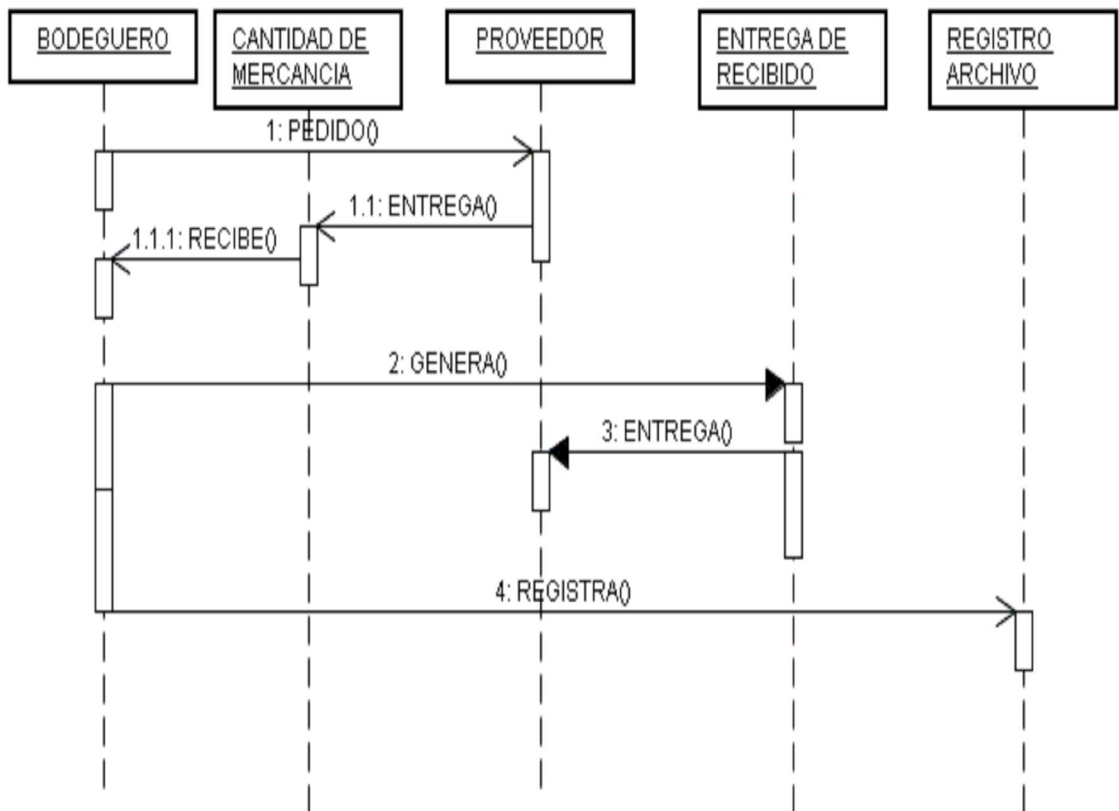 BODEGUERO
CANTIDAD DE
MERCANCIA
PROVEEDOR
ENTREGA DE
RECIBIDO
REGISTRO
ARCHIVO
1: PEDIDO()
1.1: ENTREGA()
1.1.1: RECIBE()
2: GENERA()
3: ENTREGA()
4: REGISTRA()